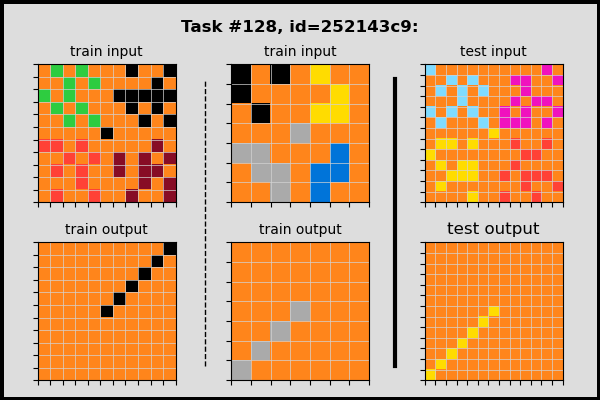 Task #128, id=252143c9:
train input
train input
test input
train output
train output
test output